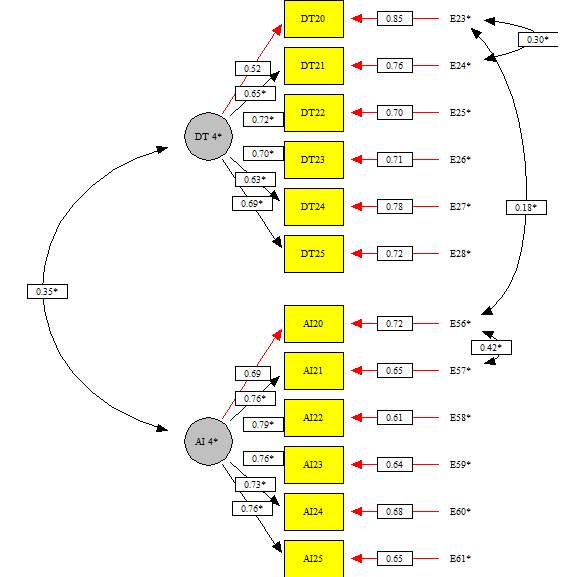 DT20 0.85 E23*
0.30*
0.52 DT21 0.76 E24*
0.65*
0.72* DT22 0.70 E25*
DT 4*
0.70* DT23 0.71 E26*
0.63*
0.69* DT24 0.78 E27*
0.18*
DT25 0.72 E28*
0.35*
AI20 0.72 E56*
0.42*
0.69 AI21 0.65 E57*
0.76*
0.79* AI22 0.61 E58*
AI 4*
0.76* AI23 0.64 E59*
0.73*
0.76* AI24 0.68 E60*
AI25 0.65 E61*